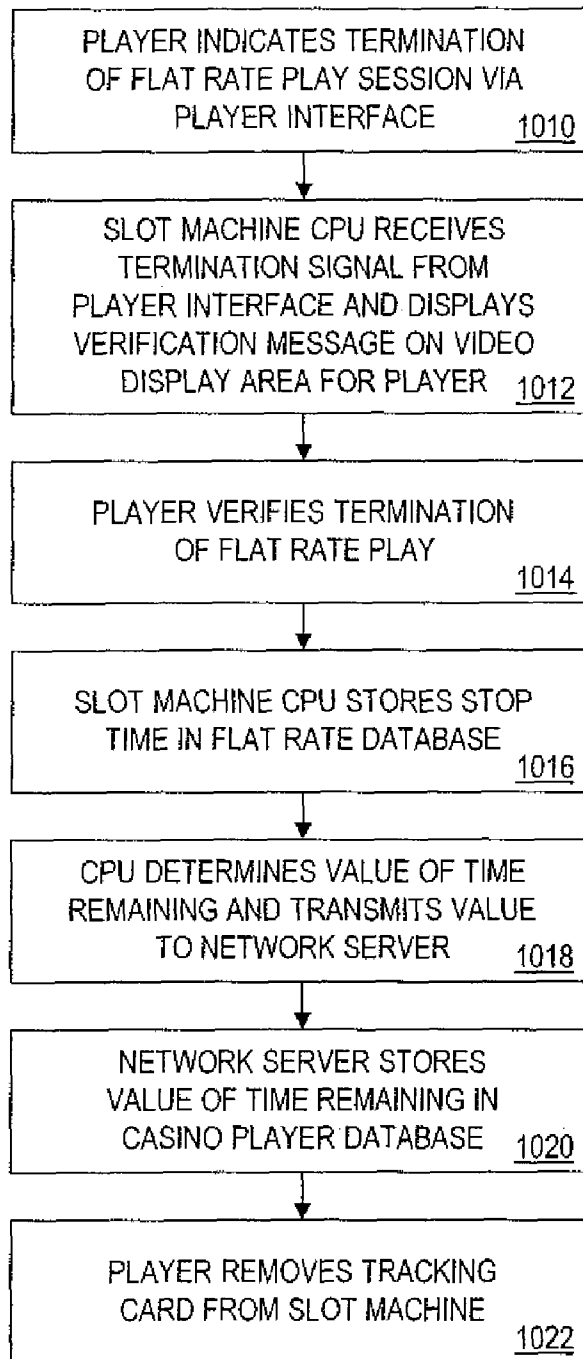 PLAYER INDICATES TERMINATION
OF FLAT RATE PLAY SESSION VIA
PLAYER INTERFACE
1010
SLOT MACHINE CPU RECEIVES
TERMINATION SIGNAL FROM
PLAYER INTERFACE AND DISPLAYS
VERIFICATION MESSAGE ON VIDEO
DISPLAY AREA FOR PLAYER
1012
PLAYER VERIFIES TERMINATION
OF FLAT RATE PLAY
1014
SLOT MACHINE CPU STORES STOP
TIME IN FLAT RATE DATABASE
1016
CPU DETERMINES VALUE OF TIME
REMAINING AND TRANSMITS VALUE
TO NETWORK SERVER
1018
NETWORK SERVER STORES
VALUE OF TIME REMAINING IN
CASINO PLAYER DATABASE
1020
PLAYER REMOVES TRACKING
CARD FROM SLOT MACHINE
1022